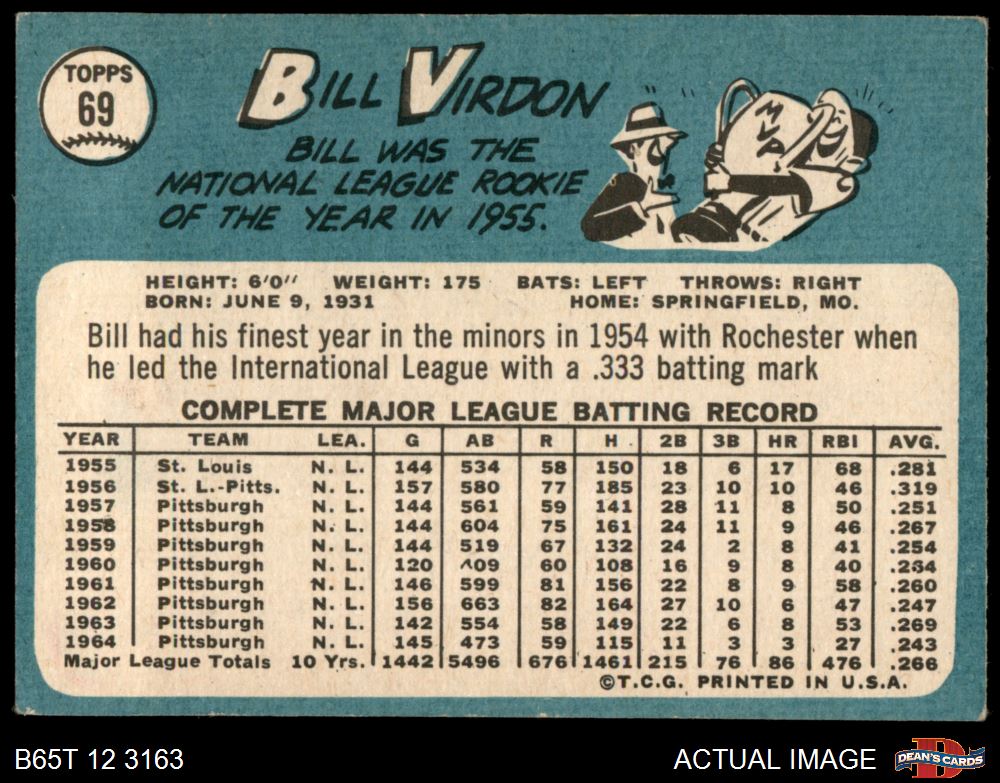 TOPPS
69
BILL VIRDON
BILL WAS THE
NATIONAL LEAGUE ROOKIE
OF THE YEAR IN 1955.
MVP
HEIGHT: 6'0" WEIGHT: 175 BATS: LEFT THROWS: RIGHT
BORN: JUNE 9, 1931 HOME: SPRINGFIELD, MO.
Bill had his finest year in the minors in 1954 with Rochester when
he led the International League with a .333 batting mark
COMPLETE MAJOR LEAGUE BATTING RECORD
YEAR TEAM LEA. G AB R H 2B 3B HR RBI AVG.
1955 St. Louis N. L. 144 534 58 150 18 6 17 68 .281
1956 St. L.-Pitts. N. L. 157 580 77 185 23 10 10 46 .319
1957 Pittsburgh N. L. 144 561 59 141 28 11 8 50 .251
1958 Pittsburgh N. L. 144 604 75 161 24 11 9 46 .267
1959 Pittsburgh N. L. 144 519 67 132 24 2 8 41 .254
1960 Pittsburgh N. L. 120 409 60 108 16 9 8 40 .264
1961 Pittsburgh N. L. 146 599 81 156 22 8 9 58 .260
1962 Pittsburgh N. L. 156 663 82 164 27 10 6 47 .247
1963 Pittsburgh N. L. 142 554 58 149 22 6 8 53 .269
1964 Pittsburgh N. L. 145 473 59 115 11 3 3 27 .243
Major League Totals 10 Yrs. 1442 5496 676 1461 215 76 86 476 .266
©T.C.G. PRINTED IN U.S.A.
B65T 12 3163 ACTUAL IMAGE D DEAN'S CARDS